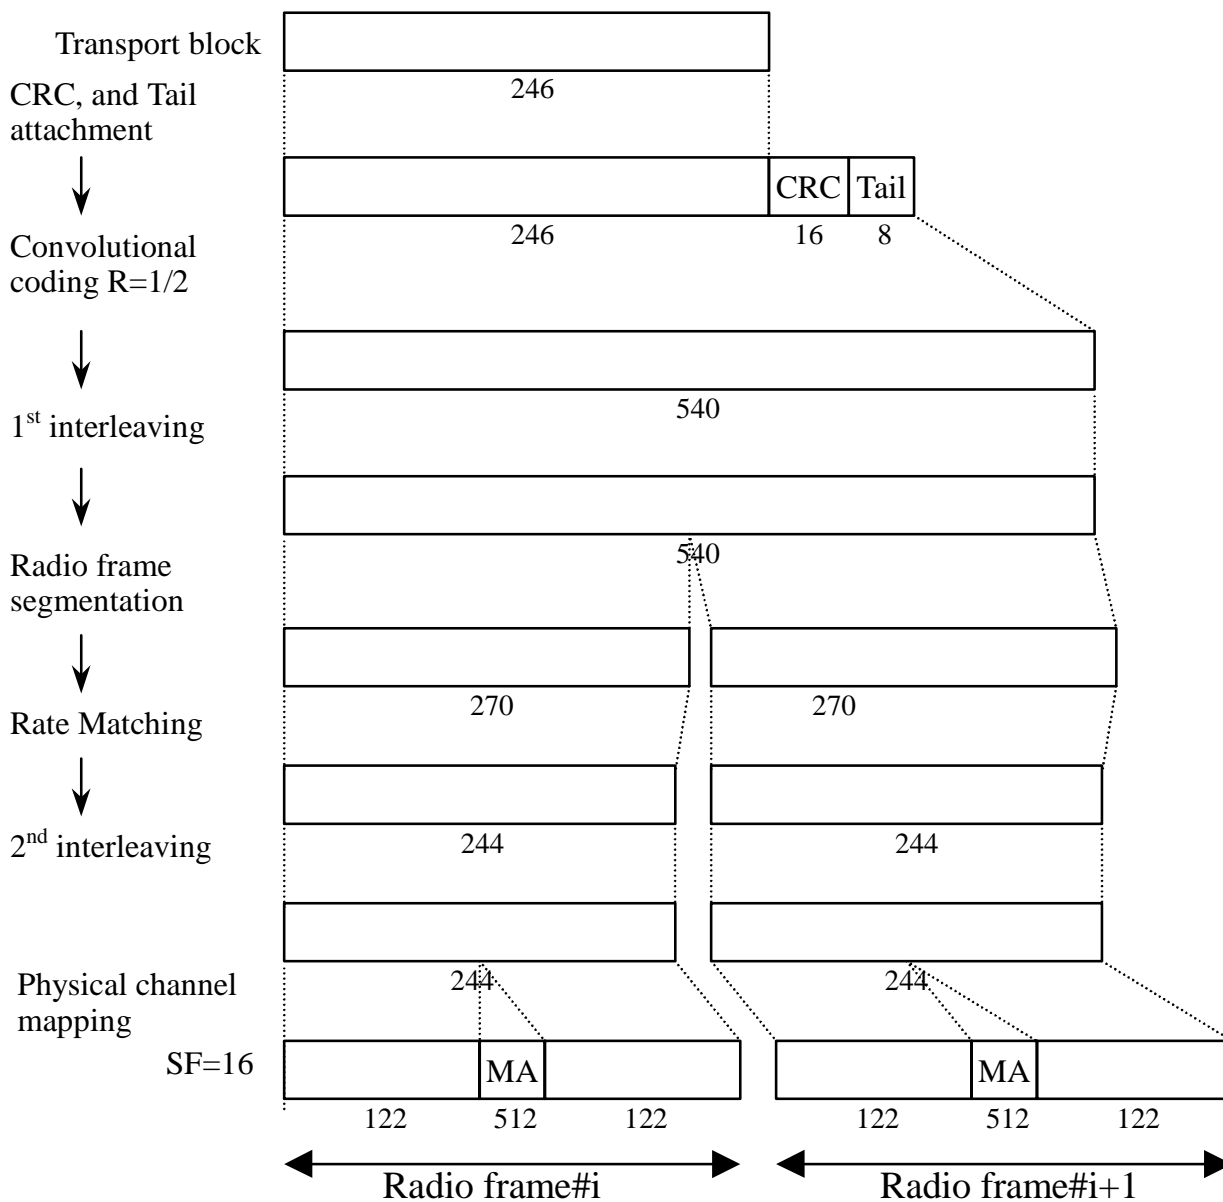 Transport block
246
CRC, and Tail
attachment
CRC Tail
246 16 8
Convolutional
coding R=1/2
540
1st interleaving
540
Radio frame
segmentation
270 270
Rate Matching
244 244
2nd interleaving
244 244
Physical channel
mapping
SF=16 MA MA
122 512 122 122 512 122
Radio frame#i Radio frame#i+1